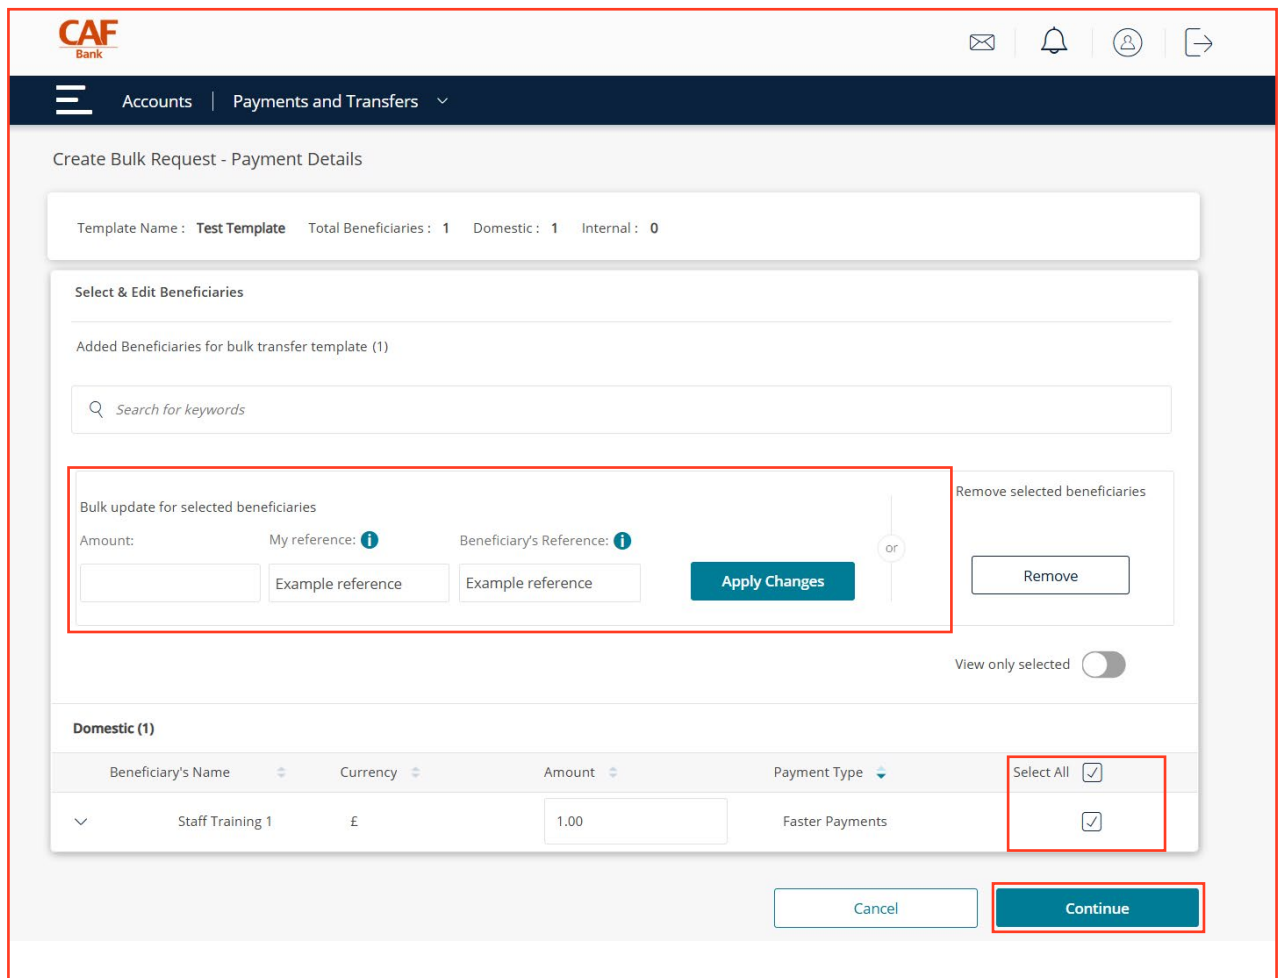 CAF
Bank
Accounts | Payments and Transfers
Create Bulk Request - Payment Details
Template Name : Test Template Total Beneficiaries : 1 Domestic : 1 Internal : 0
Select & Edit Beneficiaries
Added Beneficiaries for bulk transfer template (1)
Search for keywords
Bulk update for selected beneficiaries
Amount: My reference: i Beneficiary's Reference: i
Example reference Example reference Apply Changes
or
Remove selected beneficiaries
Remove
View only selected
Domestic (1)
Beneficiary's Name Currency Amount Payment Type Select All
Staff Training 1 £ 1.00 Faster Payments
Cancel Continue